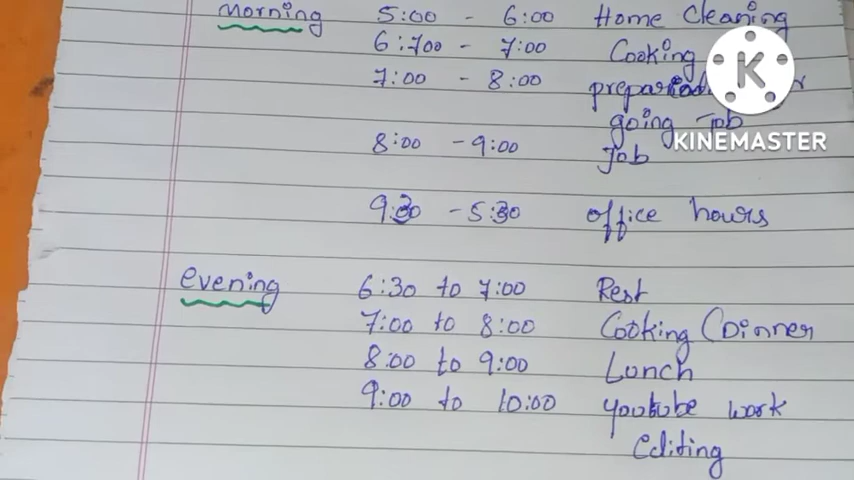 Morning 5:00 - 6:00 Home Cleaning
6:00 - 7:00 Cooking
7:00 - 8:00
going Job
8:00 - 9:00 Job
9:30 - 5:30 office hours
evening 6:30 to 7:00 Rest
7:00 to 8:00 Cooking (Dinner
8:00 to 9:00 Lunch
9:00 to 10:00 youtube work
Editing
K
KINEMASTER